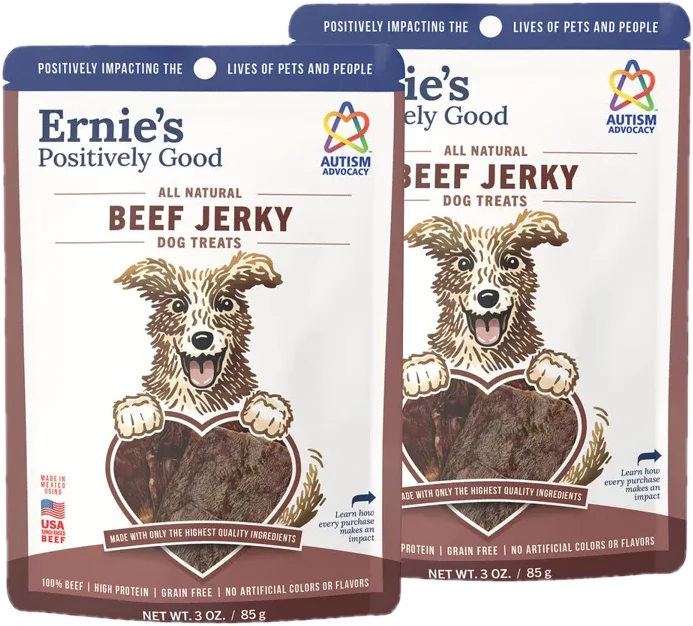 POSITIVELY IMPACTING THE LIVES OF PETS AND PEOPLE
Ernie's
Positively Good
AUTISM
ADVOCACY
ALL NATURAL
BEEF JERKY
DOG TREATS
MADE IN
MEXICO
USING
USA
RANCH RAISED
BEEF
Learn how
every purchase
makes an
impact
MADE WITH ONLY THE HIGHEST QUALITY INGREDIENTS
100% BEEF | HIGH PROTEIN | GRAIN FREE | NO ARTIFICIAL COLORS OR FLAVORS
NET WT. 3 OZ. / 85 g
POSITIVELY IMPACTING THE LIVES OF PETS AND PEOPLE
ie's
ely Good
AUTISM
ADVOCACY
ALL NATURAL
BEEF JERKY
DOG TREATS
Learn how
every purchase
makes an
impact
ADE WITH ONLY THE HIGHEST QUALITY INGREDIENTS
PROTEIN | GRAIN FREE | NO ARTIFICIAL COLORS OR FLAVORS
NET WT. 3 OZ. / 85 g